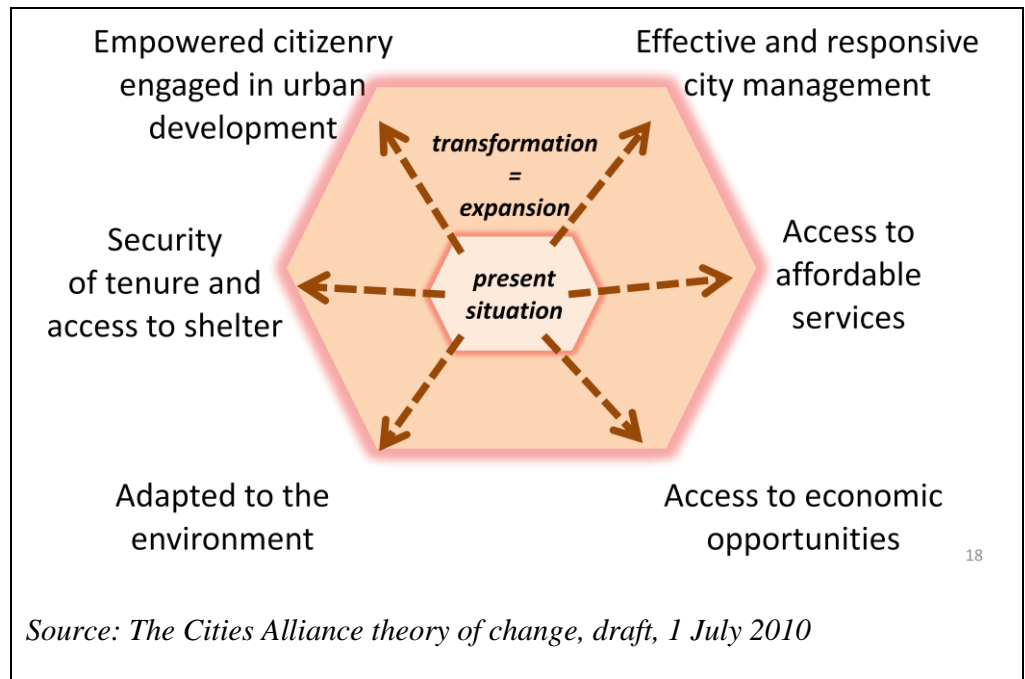 Empowered citizenry
engaged in urban
development
Effective and responsive
city management
transformation
=
expansion
Security
of tenure and
access to shelter
present
situation
Access to
affordable
services
Adapted to the
environment
Access to economic
opportunities
18
Source: The Cities Alliance theory of change, draft, 1 July 2010